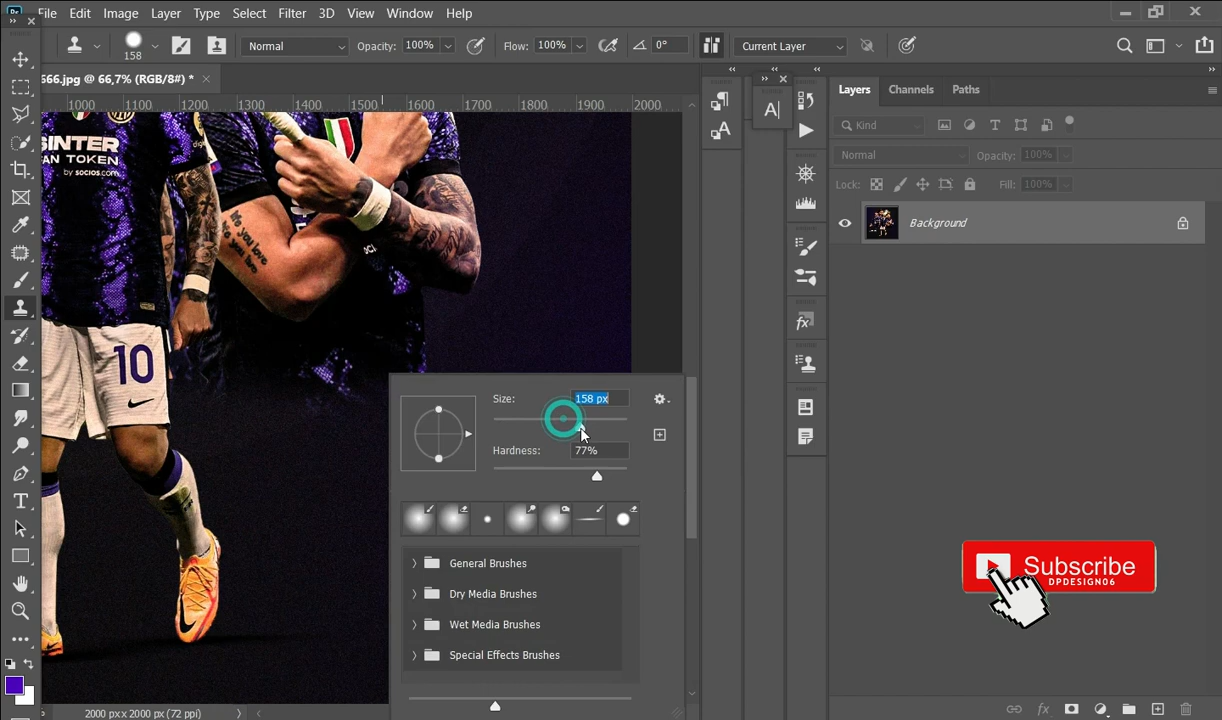 Ps File Edit Image Layer Type Select Filter 3D View Window Help
158 Normal Opacity: 100% Flow: 100% 0° Current Layer
666.jpg @ 66,7% (RGB/8#) * ×
1000 1100 1200 1300 1400 1500 1600 1700 1800 1900 2000
Layers Channels Paths
Kind
Normal Opacity: 100%
Lock: Fill: 100%
Background
$INTER
FAN TOKEN
by socios.com
10
Size: 158 px
Hardness: 77%
General Brushes
Dry Media Brushes
Wet Media Brushes
Special Effects Brushes
Subscribe
DPDESIGN06
2000 px x 2000 px (72 ppi)